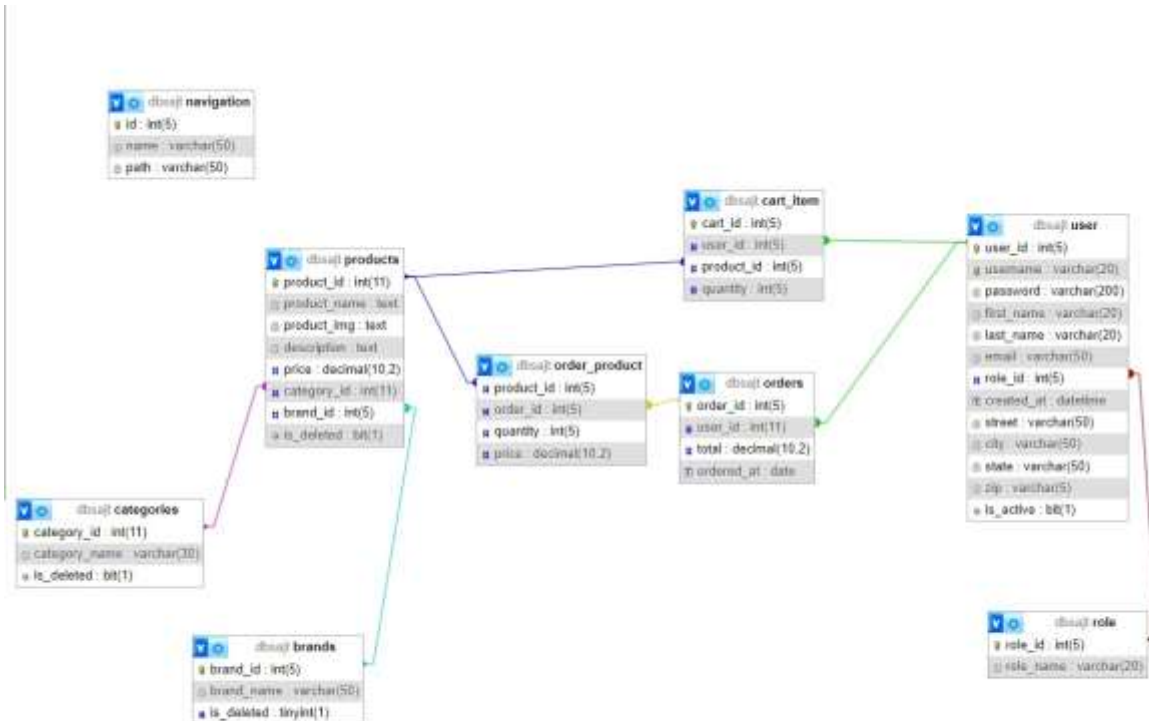 dbsajt navigation
id : int(5)
name : varchar(50)
path : varchar(50)
dbsajt cart_item
cart_id : int(5)
user_id : int(5)
product_id : int(5)
quantity : int(5)
dbsajt user
user_id : int(5)
username : varchar(20)
password : varchar(200)
first_name : varchar(20)
last_name : varchar(20)
email : varchar(50)
role_id : int(5)
created_at : datetime
street : varchar(50)
city : varchar(50)
state : varchar(50)
zip : varchar(5)
is_active : bit(1)
dbsajt products
product_id : int(11)
product_name : text
product_img : text
description : text
price : decimal(10,2)
category_id : int(11)
brand_id : int(5)
is_deleted : bit(1)
dbsajt order_product
product_id : int(5)
order_id : int(5)
quantity : int(5)
price : decimal(10,2)
dbsajt orders
order_id : int(5)
user_id : int(11)
total : decimal(10,2)
ordered_at : date
dbsajt categories
category_id : int(11)
category_name : varchar(30)
is_deleted : bit(1)
dbsajt brands
brand_id : int(5)
brand_name : varchar(50)
is_deleted : tinyint(1)
dbsajt role
role_id : int(5)
role_name : varchar(20)